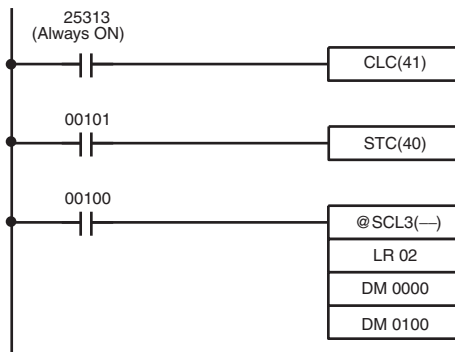 25313
(Always ON)
CLC(41)
00101
STC(40)
00100
@SCL3(––)
LR 02
DM 0000
DM 0100